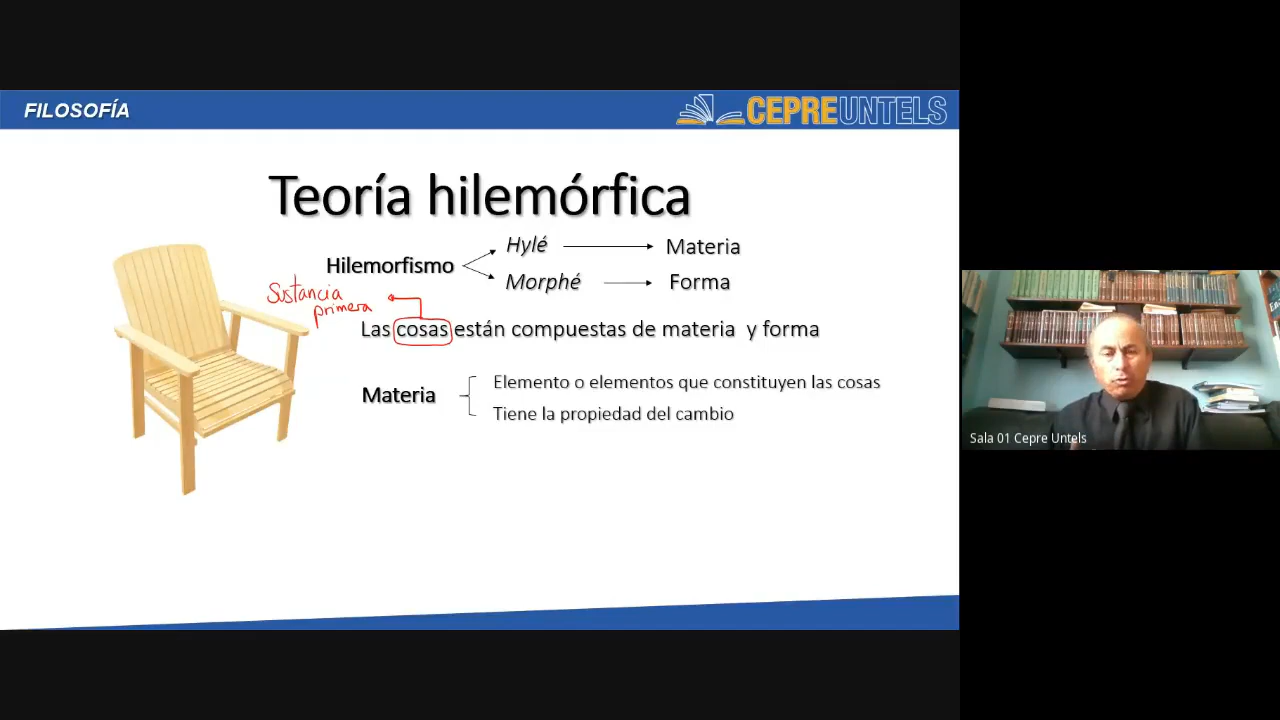 FILOSOFÍA
CEPREUNTELS
Teoría hilemórfica
Hilemorfismo
Hylé
Materia
Morphé
Forma
Sustancia
primera
Las cosas están compuestas de materia y forma
Materia
Elemento o elementos que constituyen las cosas
Tiene la propiedad del cambio
Sala 01 Cepre Untels